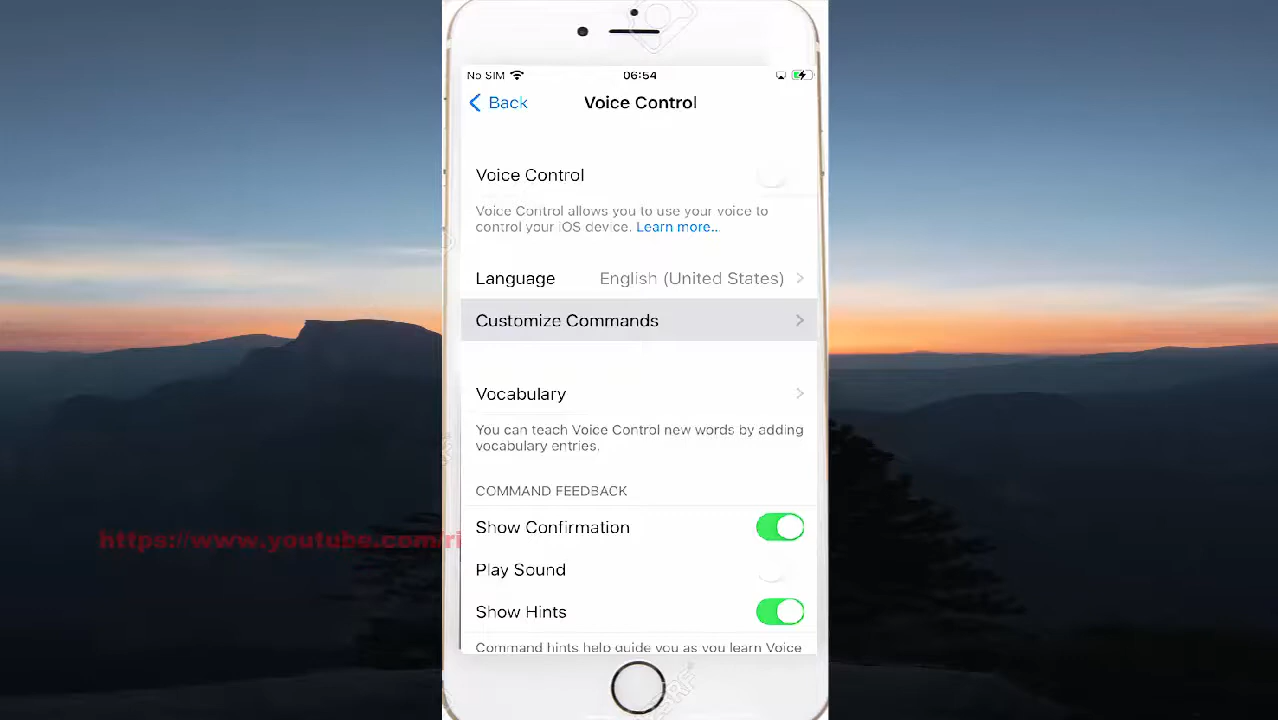 No SIM 06:54
Back Voice Control
Voice Control
Voice Control allows you to use your voice to
control your iOS device. Learn more...
Language English (United States)
Customize Commands
Vocabulary
You can teach Voice Control new words by adding
vocabulary entries.
COMMAND FEEDBACK
Show Confirmation
https://www.youtube.com/ri
Play Sound
Show Hints
Command hints help guide you as you learn Voice